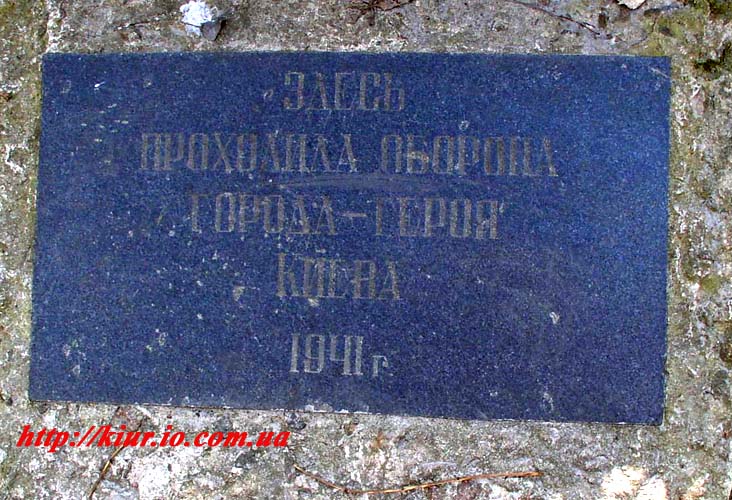 ЗДЕСЬ
ПРОХОДИЛА ОБОРОНА
ГОРОДА-ГЕРОЯ
КИЕВА
1941 г.
http://kiur.io.com.ua